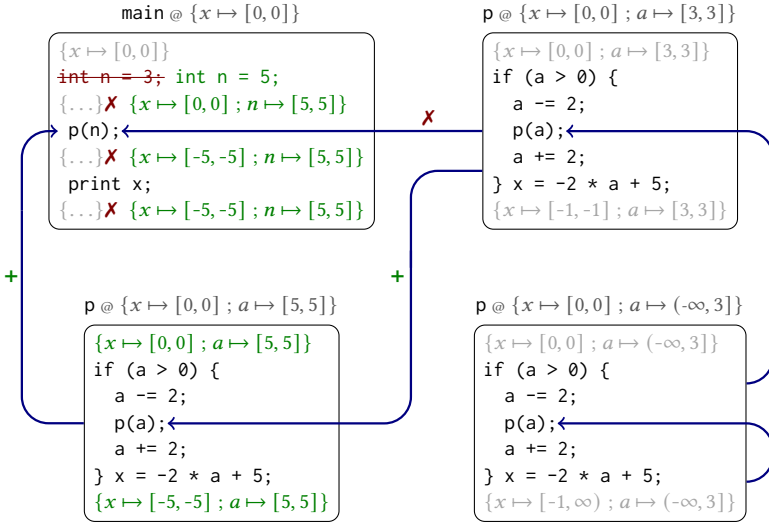 main @ {x ↦ [0,0]}
{x ↦ [0,0]}
int n = 3; int n = 5;
{...}✗ {x ↦ [0,0] ; n ↦ [5,5]}
p(n);
{...}✗ {x ↦ [-5,-5] ; n ↦ [5,5]}
print x;
{...}✗ {x ↦ [-5,-5] ; n ↦ [5,5]}
✗
p @ {x ↦ [0,0] ; a ↦ [3,3]}
{x ↦ [0,0] ; a ↦ [3,3]}
if (a > 0) {
a -= 2;
p(a);
a += 2;
} x = -2 * a + 5;
{x ↦ [-1,-1] ; a ↦ [3,3]}
+
+
p @ {x ↦ [0,0] ; a ↦ [5,5]}
{x ↦ [0,0] ; a ↦ [5,5]}
if (a > 0) {
a -= 2;
p(a);
a += 2;
} x = -2 * a + 5;
{x ↦ [-5,-5] ; a ↦ [5,5]}
p @ {x ↦ [0,0] ; a ↦ (-∞,3]}
{x ↦ [0,0] ; a ↦ (-∞,3]}
if (a > 0) {
a -= 2;
p(a);
a += 2;
} x = -2 * a + 5;
{x ↦ [-1,∞) ; a ↦ (-∞,3]}